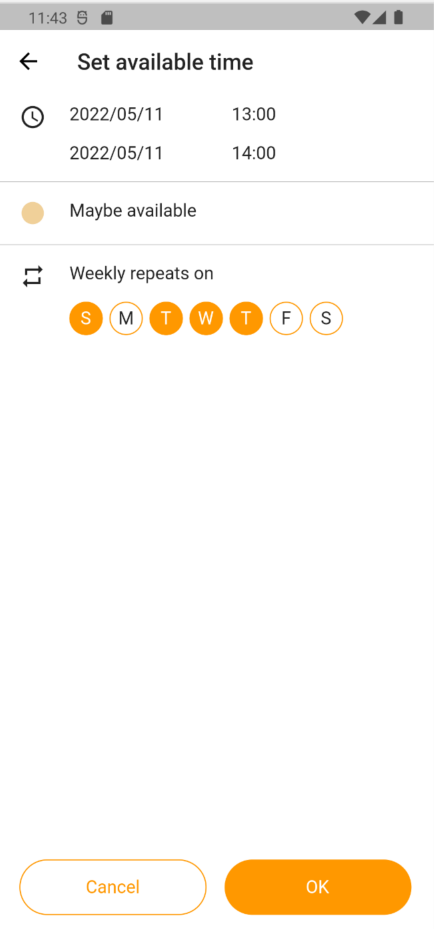 11:43
Set available time
2022/05/11 13:00
2022/05/11 14:00
Maybe available
Weekly repeats on
S M T W T F S
Cancel OK